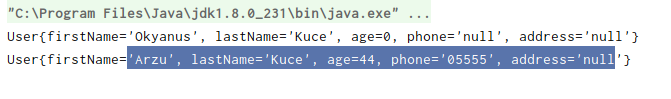 "C:\Program Files\Java\jdk1.8.0_231\bin\java.exe" ...
User{firstName='Okyanus', lastName='Kuce', age=0, phone='null', address='null'}
User{firstName='Arzu', lastName='Kuce', age=44, phone='05555', address='null'}